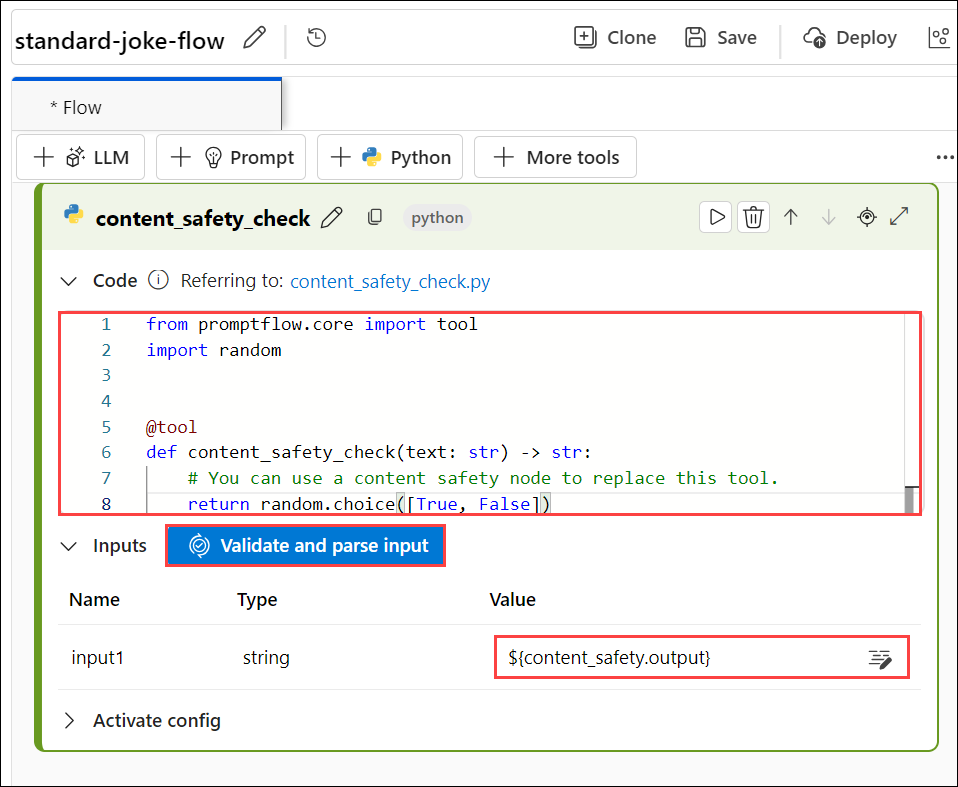 standard-joke-flow Clone Save Deploy
* Flow
LLM Prompt Python More tools
content_safety_check python
Code Referring to: content_safety_check.py
1 from promptflow.core import tool
2 import random
3
4
5 @tool
6 def content_safety_check(text: str) -> str:
7 # You can use a content safety node to replace this tool.
8 return random.choice([True, False])
Inputs Validate and parse input
Name Type Value
input1 string ${content_safety.output}
Activate config